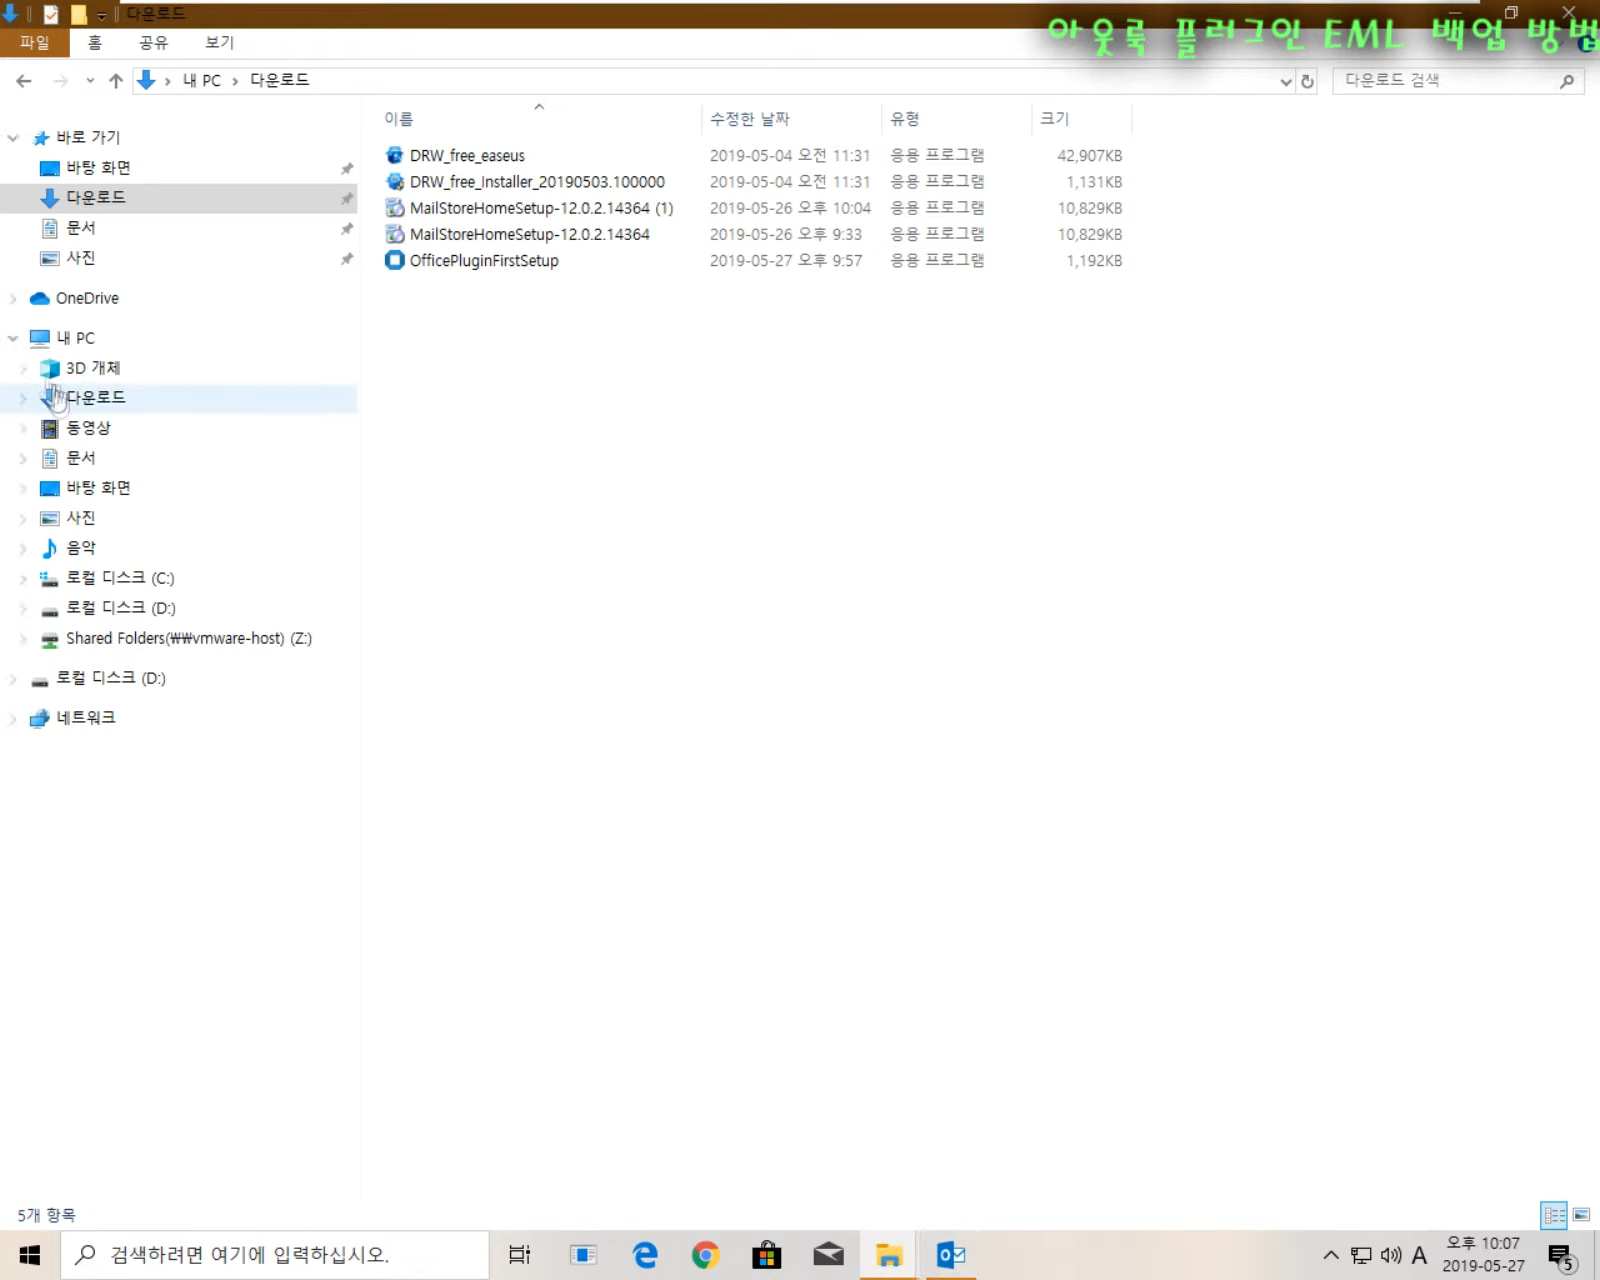 다운로드
아웃룩 플러그인 EML 백업 방법
파일 홈 공유 보기
내 PC 다운로드
다운로드 검색
이름 수정한 날짜 유형 크기
DRW_free_easeus 2019-05-04 오전 11:31 응용 프로그램 42,907KB
DRW_free_Installer_20190503.100000 2019-05-04 오전 11:31 응용 프로그램 1,131KB
MailStoreHomeSetup-12.0.2.14364 (1) 2019-05-26 오후 10:04 응용 프로그램 10,829KB
MailStoreHomeSetup-12.0.2.14364 2019-05-26 오후 9:33 응용 프로그램 10,829KB
OfficePluginFirstSetup 2019-05-27 오후 9:57 응용 프로그램 1,192KB
바로 가기
바탕 화면
다운로드
문서
사진
OneDrive
내 PC
3D 개체
다운로드
동영상
문서
바탕 화면
사진
음악
로컬 디스크 (C:)
로컬 디스크 (D:)
Shared Folders(₩₩vmware-host) (Z:)
로컬 디스크 (D:)
네트워크
5개 항목
검색하려면 여기에 입력하십시오.
A
오후 10:07
2019-05-27
5